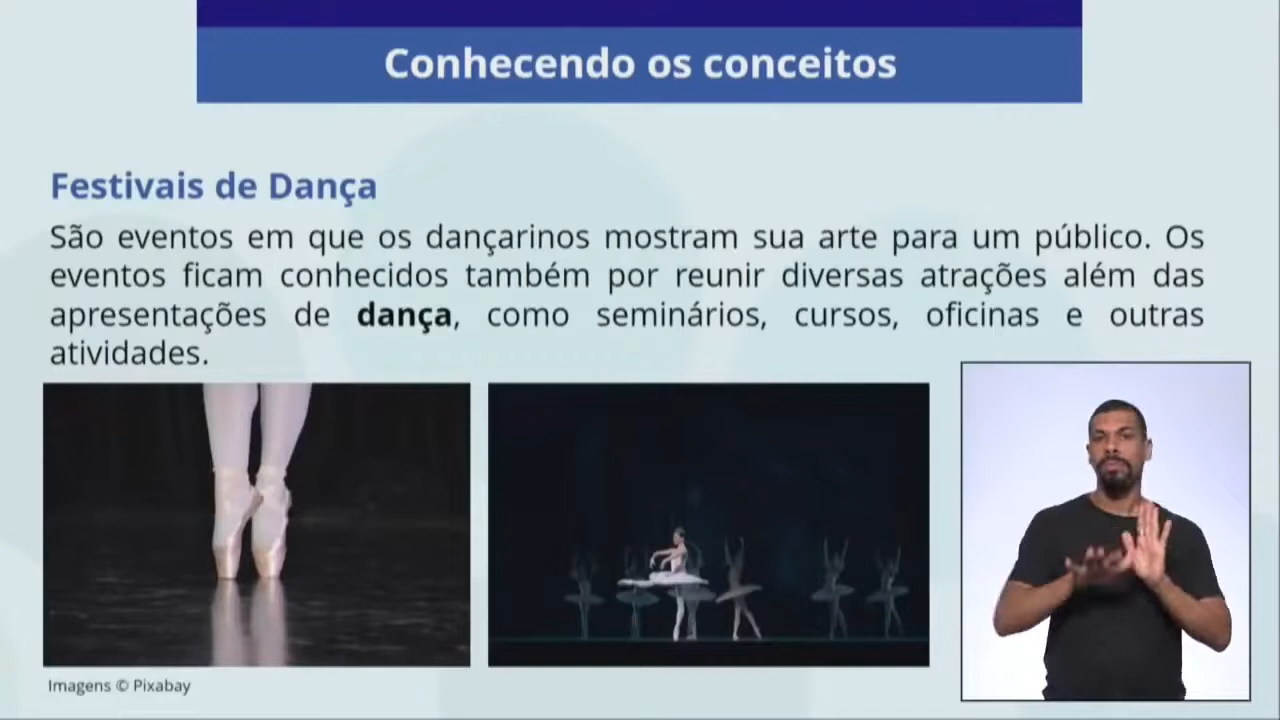 Conhecendo os conceitos
Festivais de Dança
São eventos em que os dançarinos mostram sua arte para um público. Os
eventos ficam conhecidos também por reunir diversas atrações além das
apresentações de dança, como seminários, cursos, oficinas e outras
atividades.
Imagens © Pixabay